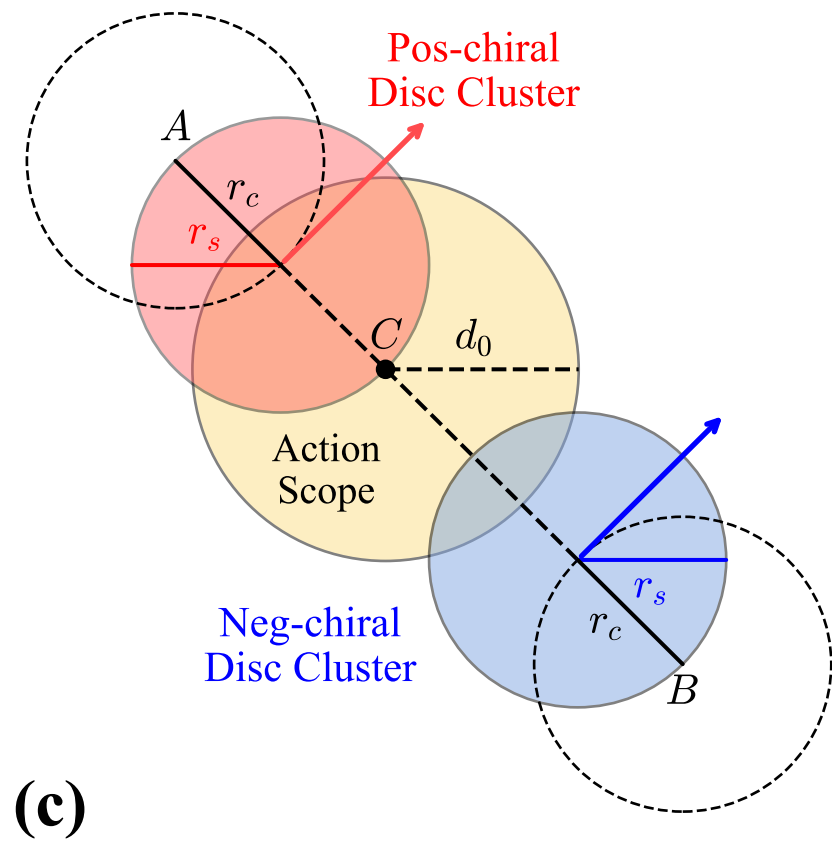 Pos-chiral
Disc Cluster
A
r_c
r_s
C
d_0
Action
Scope
Neg-chiral
Disc Cluster
r_s
r_c
B
(c)